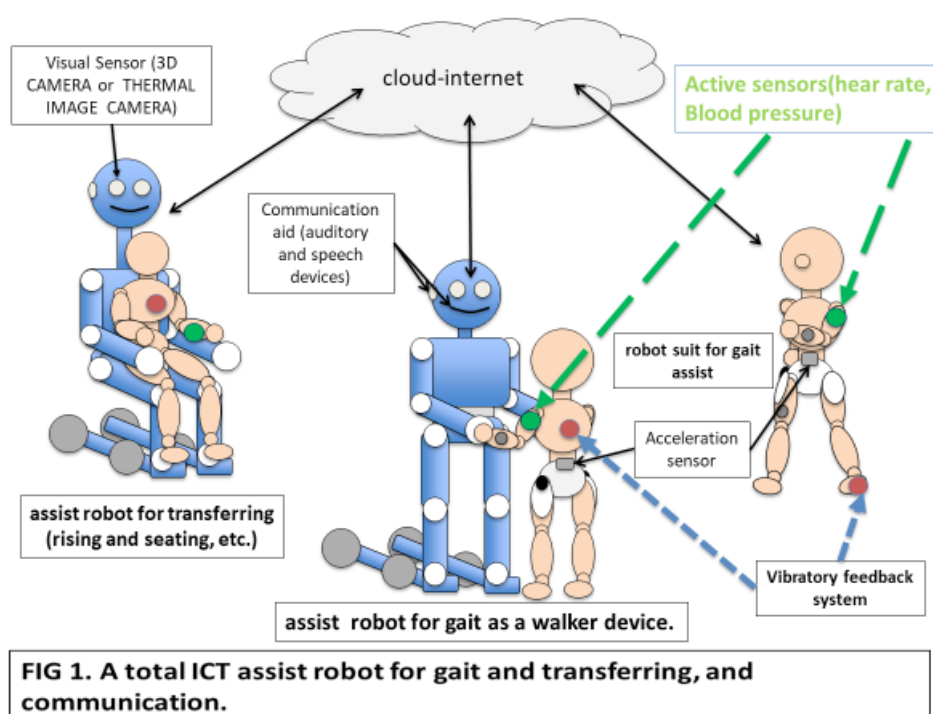 Visual Sensor (3D
CAMERA or THERMAL
IMAGE CAMERA)
cloud-internet
Active sensors(hear rate,
Blood pressure)
Communication
aid (auditory
and speech
devices)
robot suit for gait
assist
Acceleration
sensor
assist robot for transferring
(rising and seating, etc.)
Vibratory feedback
system
assist robot for gait as a walker device.
FIG 1. A total ICT assist robot for gait and transferring, and
communication.